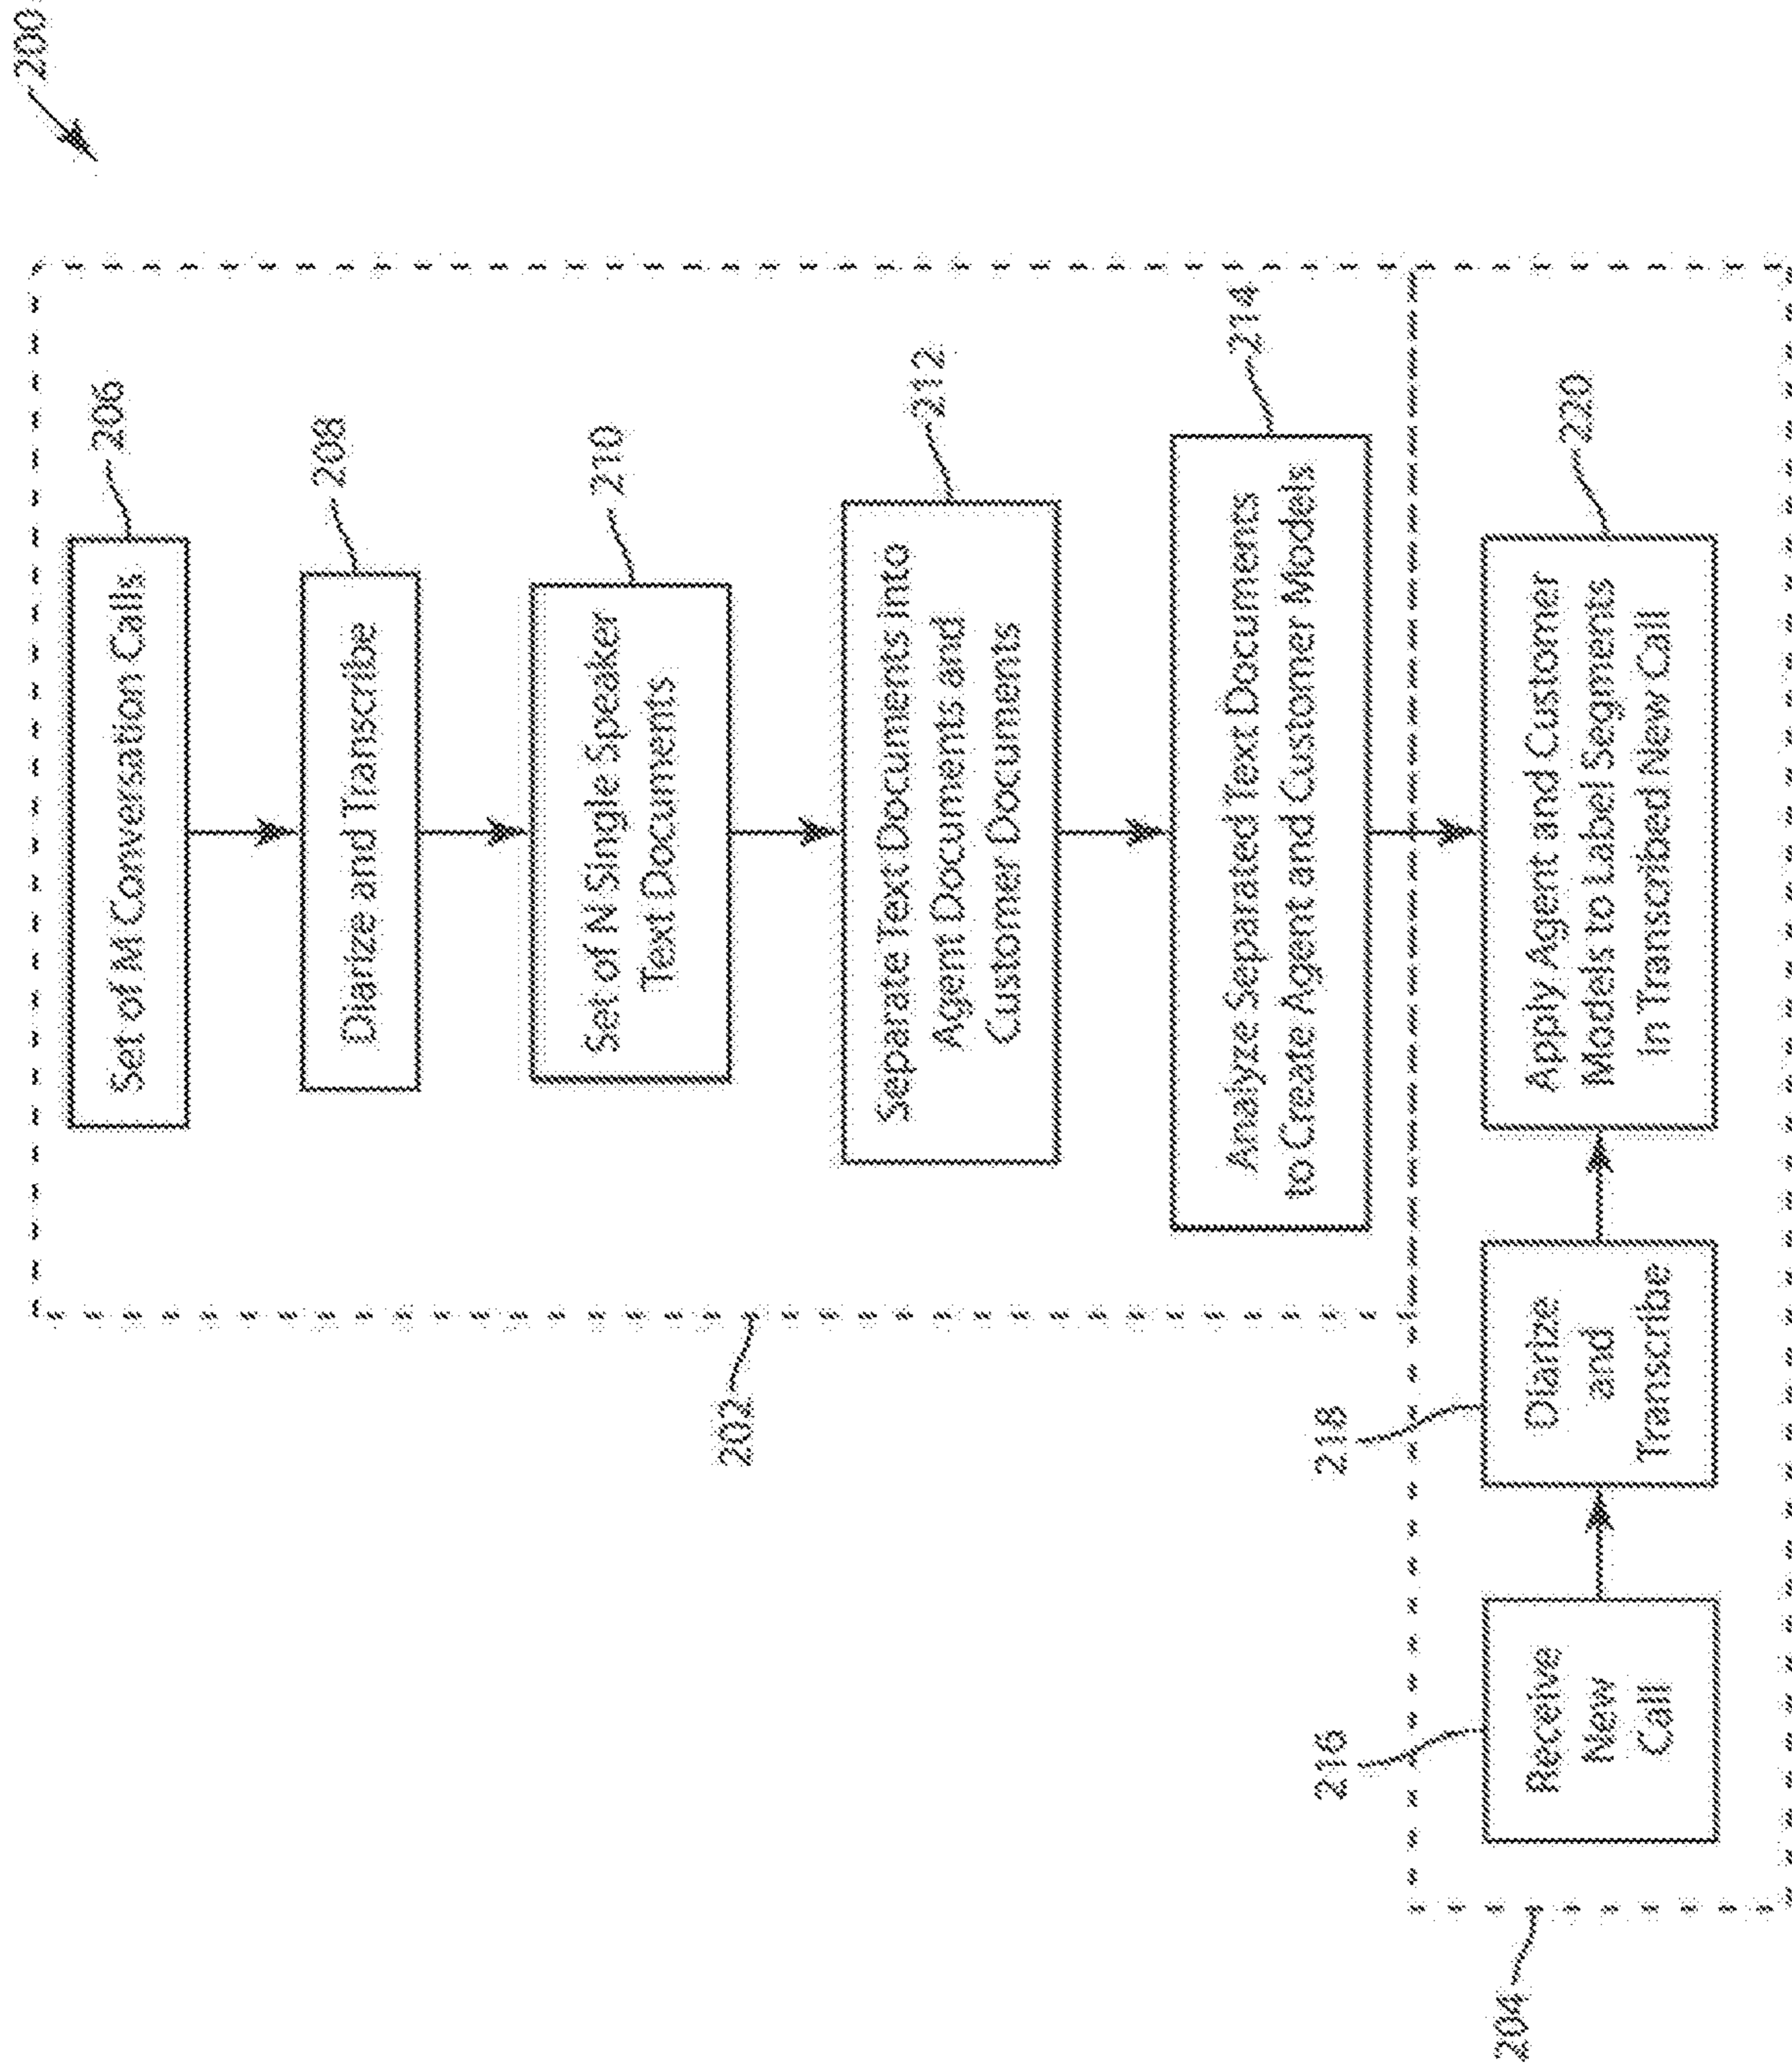 200
Set of M Conversation Calls
206
Diarize and Transcribe
208
Set of N Single Speaker
Text Documents
210
Separate Text Documents into
Agent Documents and
Customer Documents
212
Analyze Separated Text Documents
to Create Agent and Customer Models
214
202
Receive
New
Call
216
Diarize
and
Transcribe
218
Apply Agent and Customer
Models to Label Segments
in Transcribed New Call
220
204